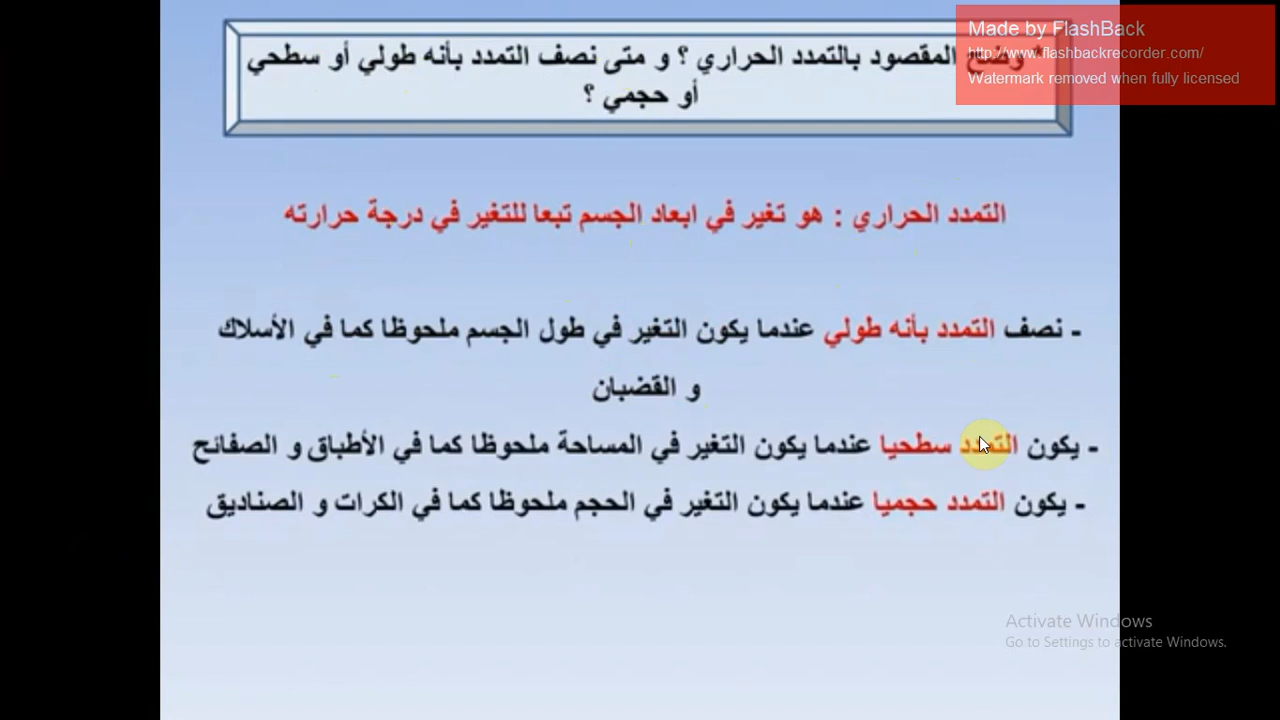 Made by FlashBack
http://www.flashbackrecorder.com/
Watermark removed when fully licensed
* وضح المقصود بالتمدد الحراري ؟ و متى نصف التمدد بأنه طولي أو سطحي
أو حجمي ؟
التمدد الحراري : هو تغير في ابعاد الجسم تبعا للتغير في درجة حرارته
- نصف التمدد بأنه طولي عندما يكون التغير في طول الجسم ملحوظا كما في الأسلاك
و القضبان
- يكون التمدد سطحيا عندما يكون التغير في المساحة ملحوظا كما في الأطباق و الصفائح
- يكون التمدد حجميا عندما يكون التغير في الحجم ملحوظا كما في الكرات و الصناديق
Activate Windows
Go to Settings to activate Windows.